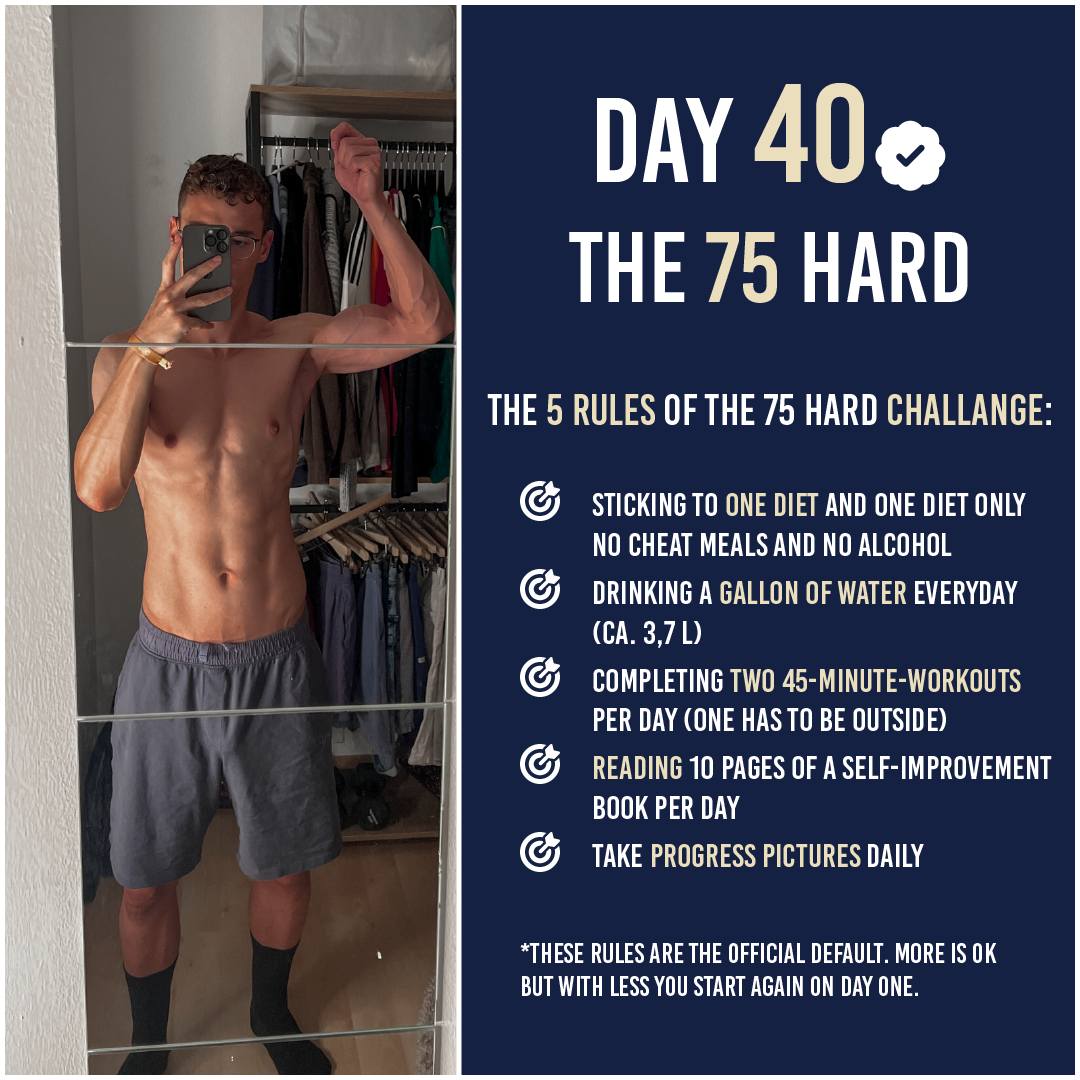 DAY 40
THE 75 HARD
THE 5 RULES OF THE 75 HARD CHALLANGE:
STICKING TO ONE DIET AND ONE DIET ONLY
NO CHEAT MEALS AND NO ALCOHOL
DRINKING A GALLON OF WATER EVERYDAY
(CA. 3,7 L)
COMPLETING TWO 45-MINUTE-WORKOUTS
PER DAY (ONE HAS TO BE OUTSIDE)
READING 10 PAGES OF A SELF-IMPROVEMENT
BOOK PER DAY
TAKE PROGRESS PICTURES DAILY
*THESE RULES ARE THE OFFICIAL DEFAULT. MORE IS OK
BUT WITH LESS YOU START AGAIN ON DAY ONE.